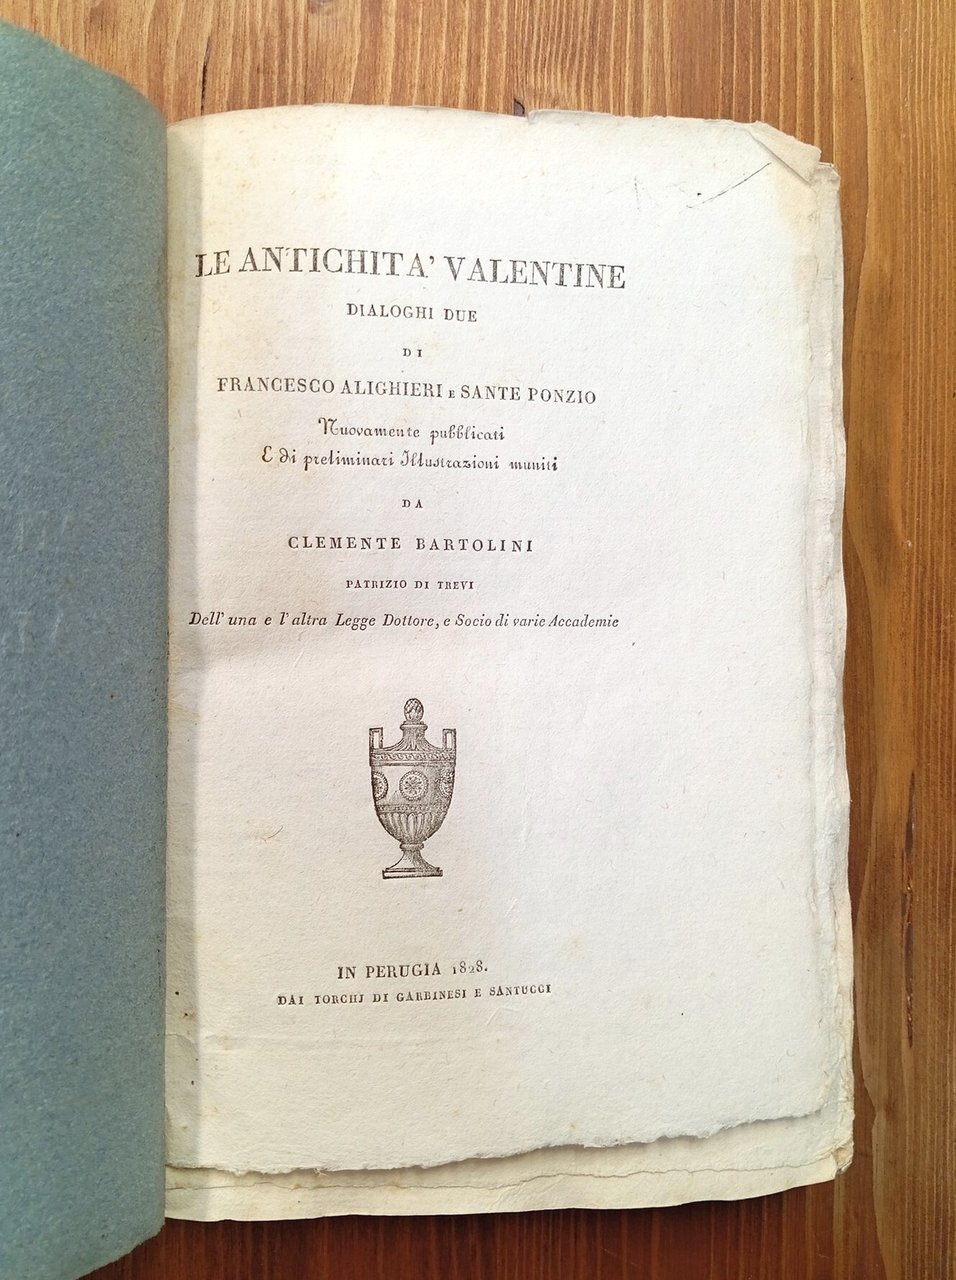 LE ANTICHITA' VALENTINE
DIALOGHI DUE
DI
FRANCESCO ALIGHIERI E SANTE PONZIO
Nuovamente pubblicati
E di preliminari Illustrazioni muniti
DA
CLEMENTE BARTOLINI
PATRIZIO DI TREVI
Dell' una e l' altra Legge Dottore, e Socio di varie Accademie
IN PERUGIA 1828.
DAI TORCHJ DI GARBINESI E SANTUCCI